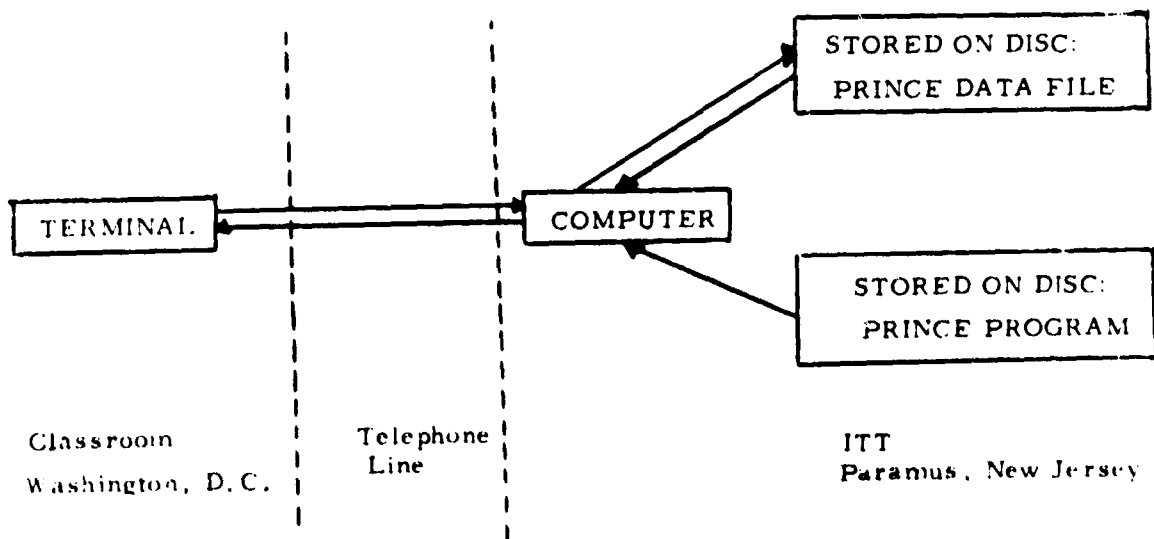 STORED ON DISC:
PRINCE DATA FILE
TERMINAL
COMPUTER
STORED ON DISC:
PRINCE PROGRAM
Classroom
Washington, D.C.
Telephone
Line
ITT
Paramus, New Jersey